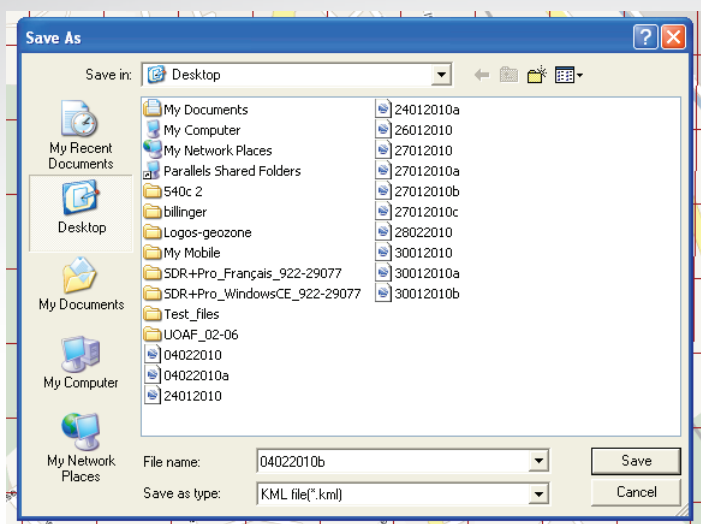 Save As
Save in:
Desktop
My Recent
Documents
Desktop
My Documents
My Computer
My Network
Places
My Documents
My Computer
My Network Places
Parallels Shared Folders
540c 2
billinger
Logos-geozone
My Mobile
SDR+Pro_Français_922-29077
SDR+Pro_WindowsCE_922-29077
Test_files
UOAF_02-06
04022010
04022010a
24012010
24012010a
26012010
27012010
27012010a
27012010b
27012010c
28022010
30012010
30012010a
30012010b
File name:
04022010b
Save
Save as type:
KML file(*.kml)
Cancel